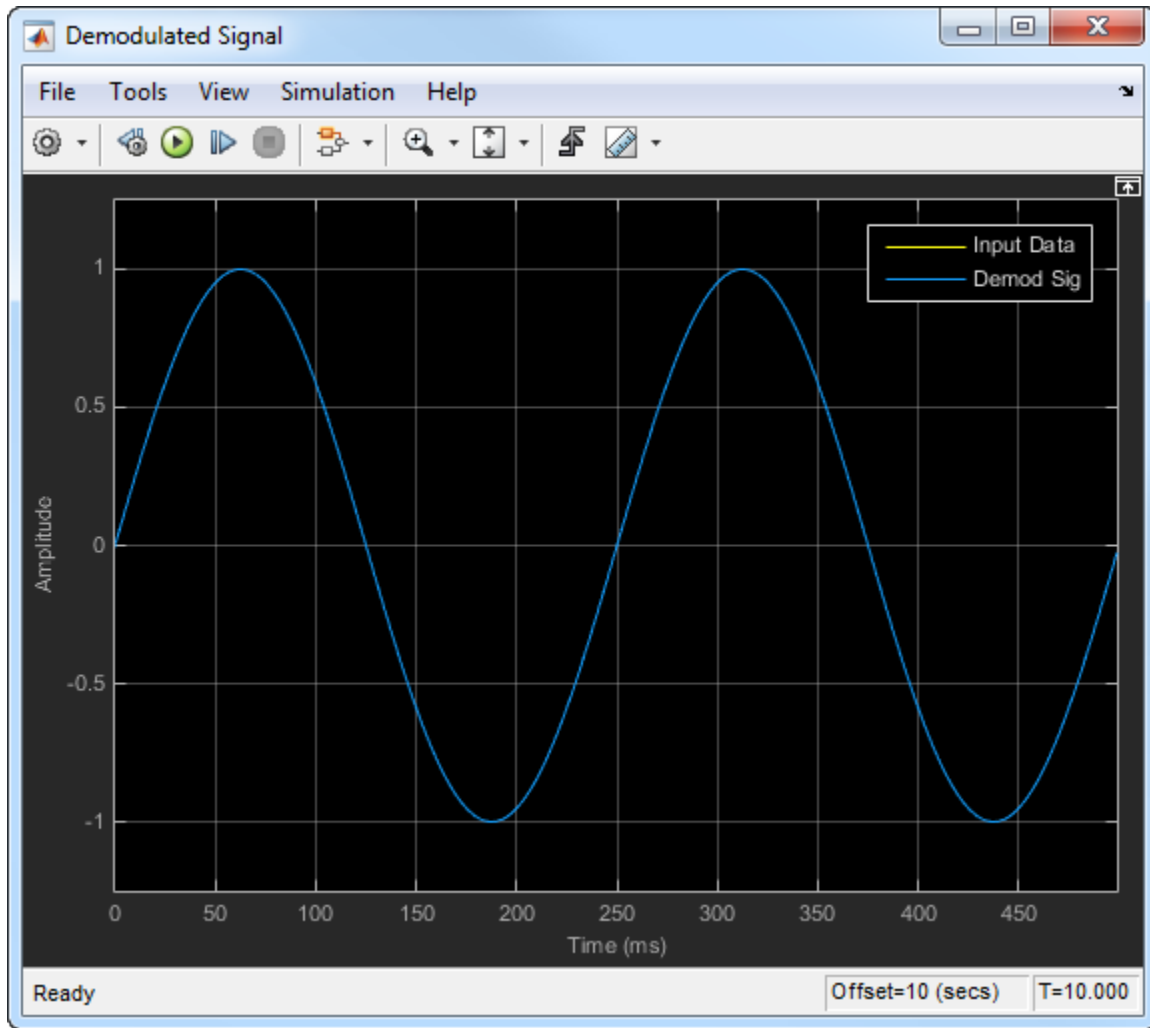 Demodulated Signal
File Tools View Simulation Help
Input Data
Demod Sig
1
0.5
0
-0.5
-1
Amplitude
0 50 100 150 200 250 300 350 400 450
Time (ms)
Ready Offset=10 (secs) T=10.000